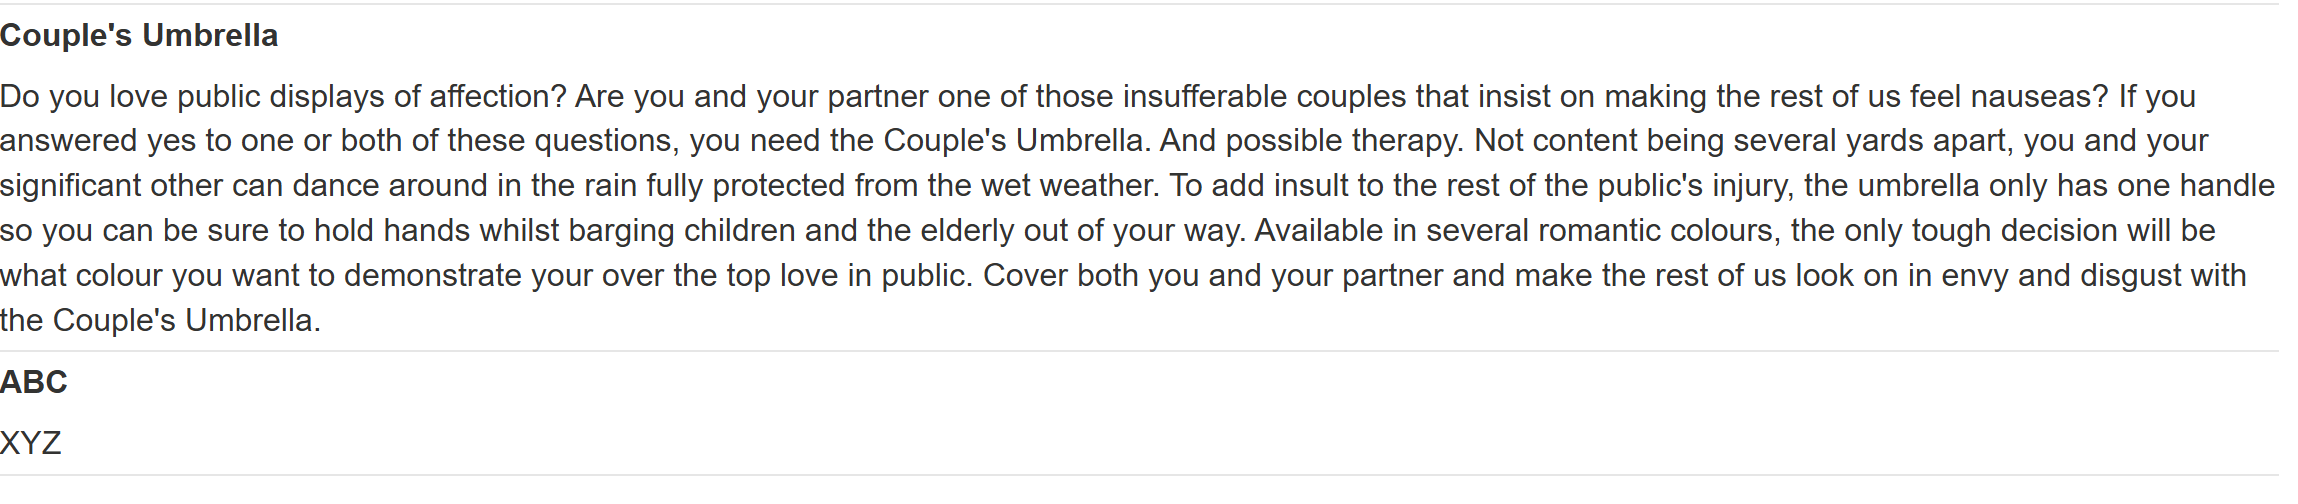 Couple's Umbrella
Do you love public displays of affection? Are you and your partner one of those insufferable couples that insist on making the rest of us feel nauseas? If you
answered yes to one or both of these questions, you need the Couple's Umbrella. And possible therapy. Not content being several yards apart, you and your
significant other can dance around in the rain fully protected from the wet weather. To add insult to the rest of the public's injury, the umbrella only has one handle
so you can be sure to hold hands whilst barging children and the elderly out of your way. Available in several romantic colours, the only tough decision will be
what colour you want to demonstrate your over the top love in public. Cover both you and your partner and make the rest of us look on in envy and disgust with
the Couple's Umbrella.
ABC
XYZ